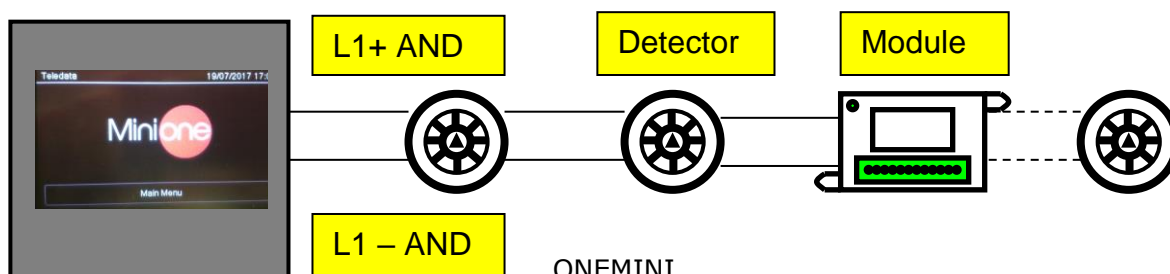 L1+ AND
Detector
Module
Teledata
19/07/2017 17:
Minione
Main Menu
L1 – AND
ONEMINI